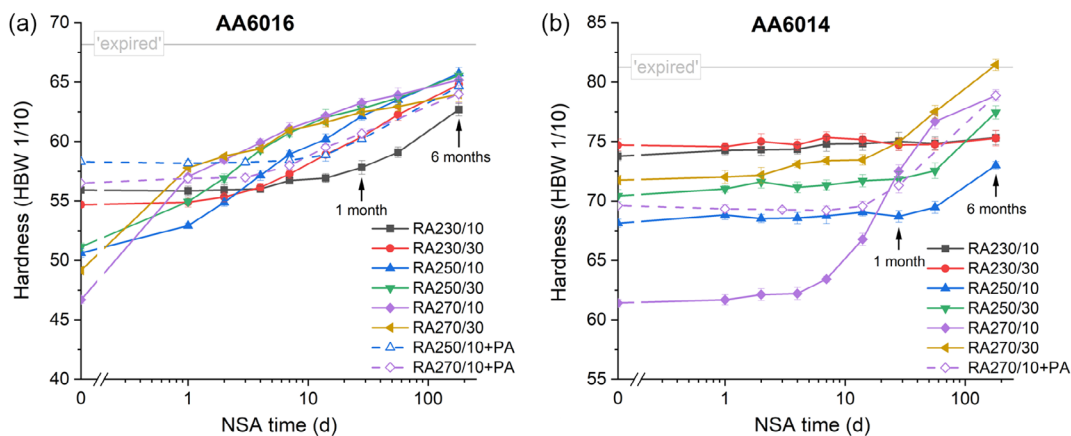 (a)
AA6016
'expired'
70
65
60
55
50
45
40
Hardness (HBW 1/10)
6 months
1 month
RA230/10
RA230/30
RA250/10
RA250/30
RA270/10
RA270/30
RA250/10+PA
RA270/10+PA
0 1 10 100
NSA time (d)
(b)
AA6014
'expired'
85
80
75
70
65
60
55
Hardness (HBW 1/10)
6 months
1 month
RA230/10
RA230/30
RA250/10
RA250/30
RA270/10
RA270/30
RA270/10+PA
0 1 10 100
NSA time (d)